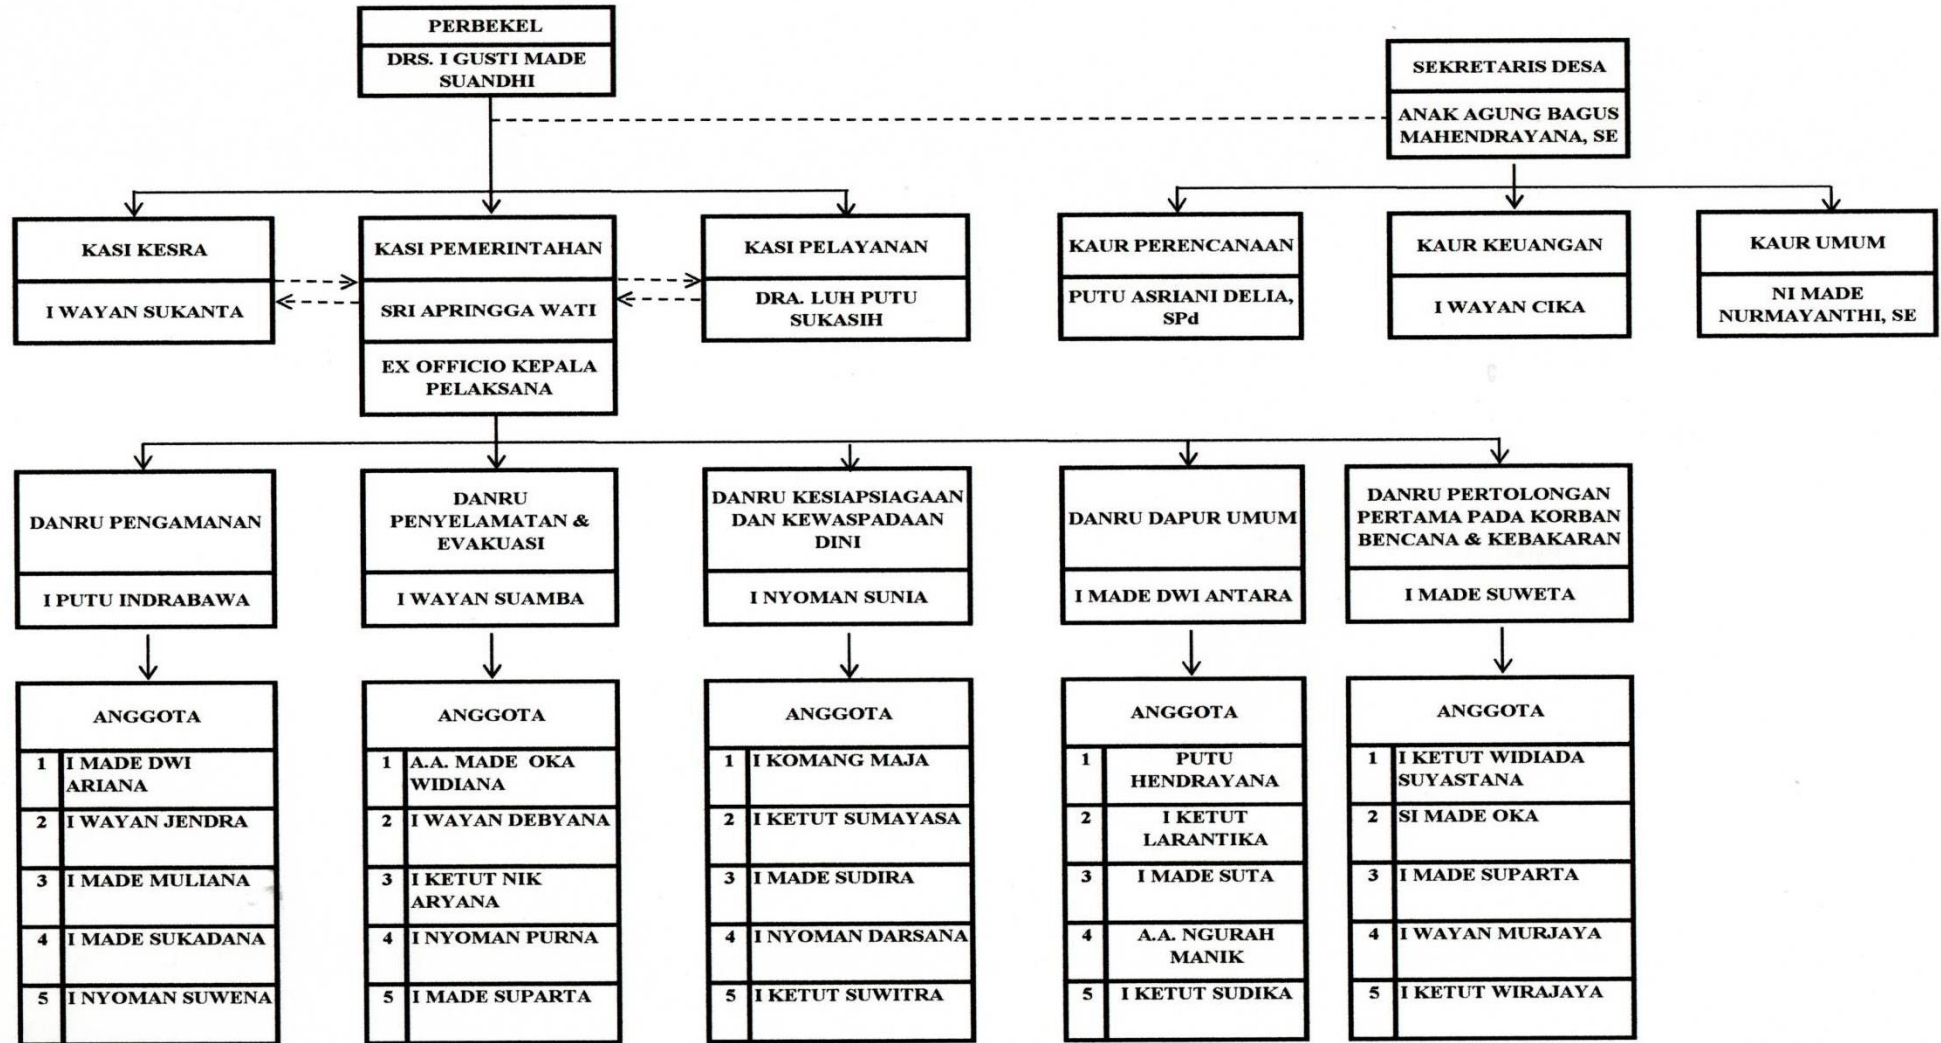 PERBEKEL
DRS. I GUSTI MADE
SUANDHI
SEKRETARIS DESA
ANAK AGUNG BAGUS
MAHENDRAYANA, SE
KASI KESRA
I WAYAN SUKANTA
KASI PEMERINTAHAN
SRI APRINGGA WATI
EX OFFICIO KEPALA
PELAKSANA
KASI PELAYANAN
DRA. LUH PUTU
SUKASIH
KAUR PERENCANAAN
PUTU ASRIANI DELIA,
SPd
KAUR KEUANGAN
I WAYAN CIKA
KAUR UMUM
NI MADE
NURMAYANTHI, SE
DANRU PENGAMANAN
I PUTU INDRABAWA
DANRU
PENYELAMATAN &
EVAKUASI
I WAYAN SUAMBA
DANRU KESIAPSIAGAAN
DAN KEWASPADAAN
DINI
I NYOMAN SUNIA
DANRU DAPUR UMUM
I MADE DWI ANTARA
DANRU PERTOLONGAN
PERTAMA PADA KORBAN
BENCANA & KEBAKARAN
I MADE SUWETA
ANGGOTA
1 I MADE DWI
ARIANA
2 I WAYAN JENDRA
3 I MADE MULIANA
4 I MADE SUKADANA
5 I NYOMAN SUWENA
ANGGOTA
1 A.A. MADE OKA
WIDIANA
2 I WAYAN DEBYANA
3 I KETUT NIK
ARYANA
4 I NYOMAN PURNA
5 I MADE SUPARTA
ANGGOTA
1 I KOMANG MAJA
2 I KETUT SUMAYASA
3 I MADE SUDIRA
4 I NYOMAN DARSANA
5 I KETUT SUWITRA
ANGGOTA
1 PUTU
HENDRAYANA
2 I KETUT
LARANTIKA
3 I MADE SUTA
4 A.A. NGURAH
MANIK
5 I KETUT SUDIKA
ANGGOTA
1 I KETUT WIDIADA
SUYASTANA
2 SI MADE OKA
3 I MADE SUPARTA
4 I WAYAN MURJAYA
5 I KETUT WIRAJAYA